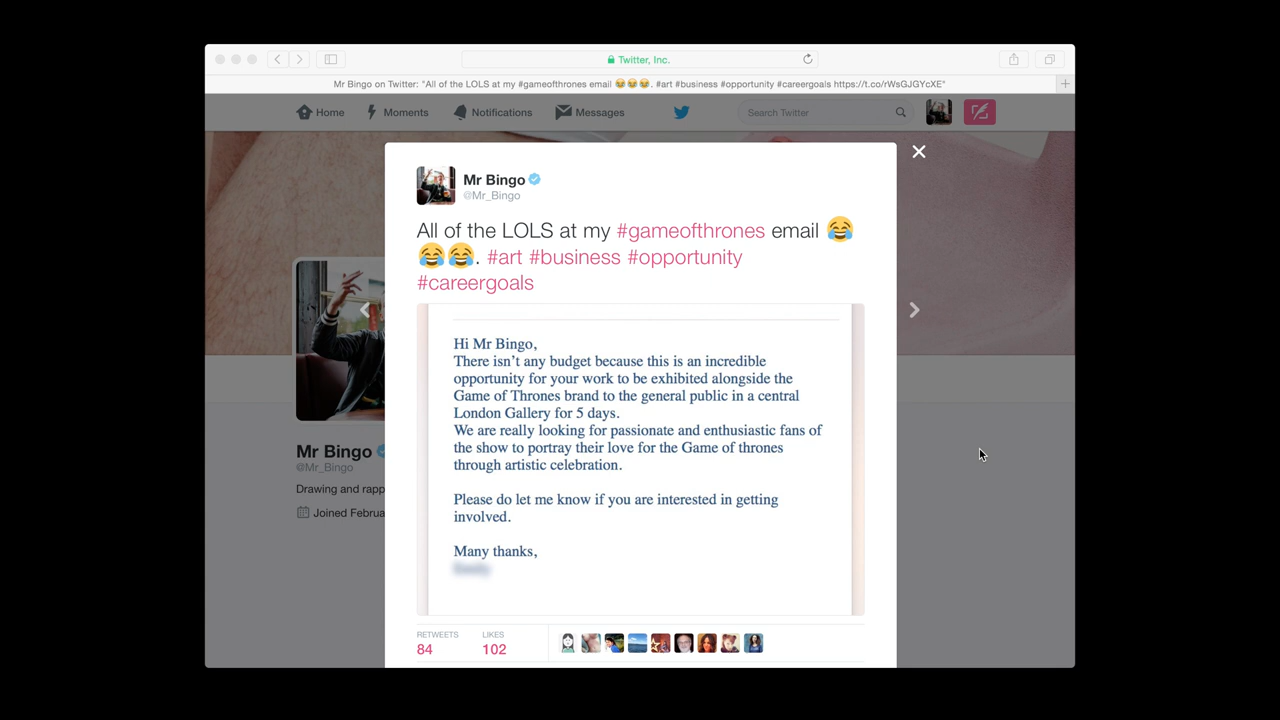 Twitter, Inc.
Mr Bingo on Twitter: "All of the LOLS at my #gameofthrones email 😂😂😂. #art #business #opportunity #careergoals https://t.co/rWsGJGYcXE"
Home Moments Notifications Messages Search Twitter
Mr Bingo
@Mr_Bingo
All of the LOLS at my #gameofthrones email 😂
😂😂. #art #business #opportunity
#careergoals
Hi Mr Bingo,
There isn't any budget because this is an incredible
opportunity for your work to be exhibited alongside the
Game of Thrones brand to the general public in a central
London Gallery for 5 days.
We are really looking for passionate and enthusiastic fans of
the show to portray their love for the Game of thrones
through artistic celebration.
Please do let me know if you are interested in getting
involved.
Many thanks,
RETWEETS LIKES
84 102
Mr Bingo
@Mr_Bingo
Drawing and rapp
Joined Februa